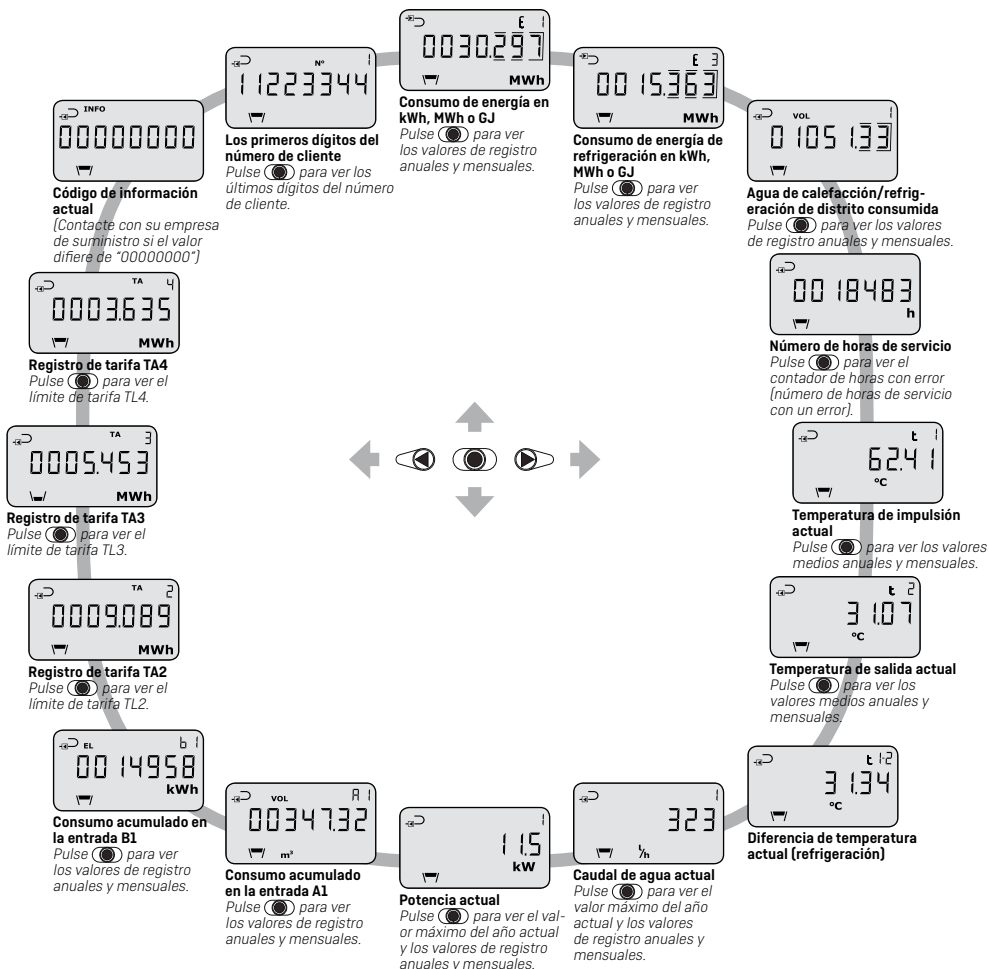 E 1
0030.297
MWh
Consumo de energía en
kWh, MWh o GJ
Pulse para ver
los valores de registro
anuales y mensuales.
E 3
0015.363
MWh
Consumo de energía de
refrigeración en kWh,
MWh o GJ
Pulse para ver
los valores de registro
anuales y mensuales.
VOL 1
01051.33
Agua de calefacción/refrig-
eración de distrito consumida
Pulse para ver los valores
de registro anuales y mensuales.
0018483
h
Número de horas de servicio
Pulse para ver el
contador de horas con error
(número de horas de servicio
con un error).
t 1
62.41
°C
Temperatura de impulsión
actual
Pulse para ver los valores
medios anuales y mensuales.
t 2
31.07
°C
Temperatura de salida actual
Pulse para ver los
valores medios anuales y
mensuales.
t 1-2
31.34
°C
Diferencia de temperatura
actual (refrigeración)
1
323
l/h
Caudal de agua actual
Pulse para ver el
valor máximo del año
actual y los valores
de registro anuales y
mensuales.
1
11.5
kW
Potencia actual
Pulse para ver el val-
or máximo del año actual
y los valores de registro
anuales y mensuales.
VOL A1
00347.32
m³
Consumo acumulado
en la entrada A1
Pulse para ver
los valores de registro
anuales y mensuales.
EL b1
0014958
kWh
Consumo acumulado en
la entrada B1
Pulse para ver
los valores de registro
anuales y mensuales.
TA 2
0009.089
MWh
Registro de tarifa TA2
Pulse para ver el
límite de tarifa TL2.
TA 3
0005.453
MWh
Registro de tarifa TA3
Pulse para ver el
límite de tarifa TL3.
TA 4
0003.635
MWh
Registro de tarifa TA4
Pulse para ver el
límite de tarifa TL4.
INFO
00000000
Código de información
actual
(Contacte con su empresa
de suministro si el valor
difiere de "00000000")
Nº 1
11223344
Los primeros dígitos del
número de cliente
Pulse para ver los
últimos dígitos del número
de cliente.